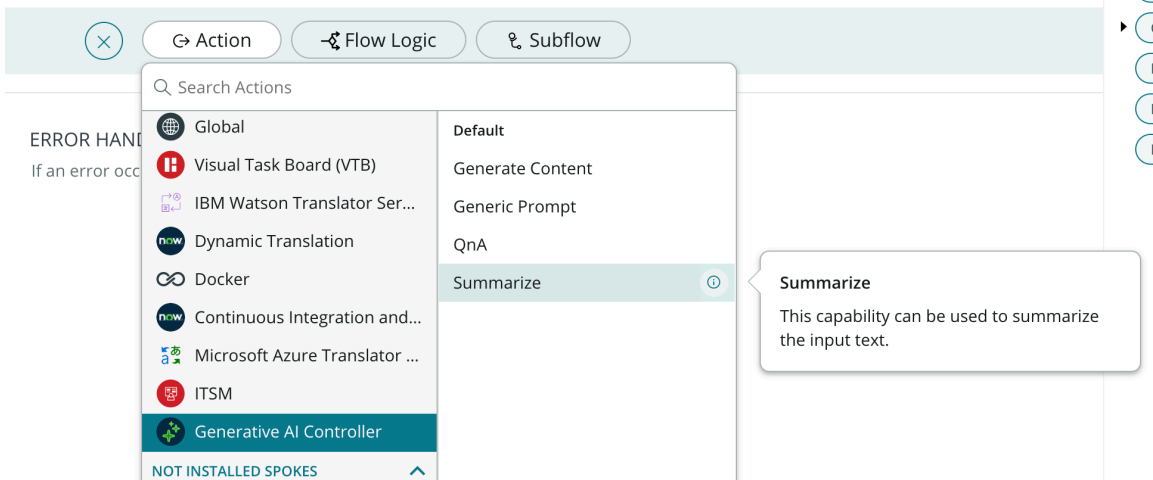 Action
Flow Logic
Subflow
Search Actions
ERROR HAND
If an error occ
Global
Visual Task Board (VTB)
IBM Watson Translator Ser...
now Dynamic Translation
Docker
now Continuous Integration and...
Microsoft Azure Translator ...
ITSM
Generative AI Controller
NOT INSTALLED SPOKES
Default
Generate Content
Generic Prompt
QnA
Summarize
Summarize
This capability can be used to summarize
the input text.